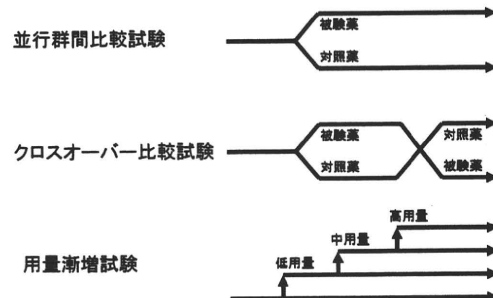 並行群間比較試験
被験薬
対照薬
クロスオーバー比較試験
被験薬
対照薬
対照薬
被験薬
用量漸増試験
低用量
中用量
高用量